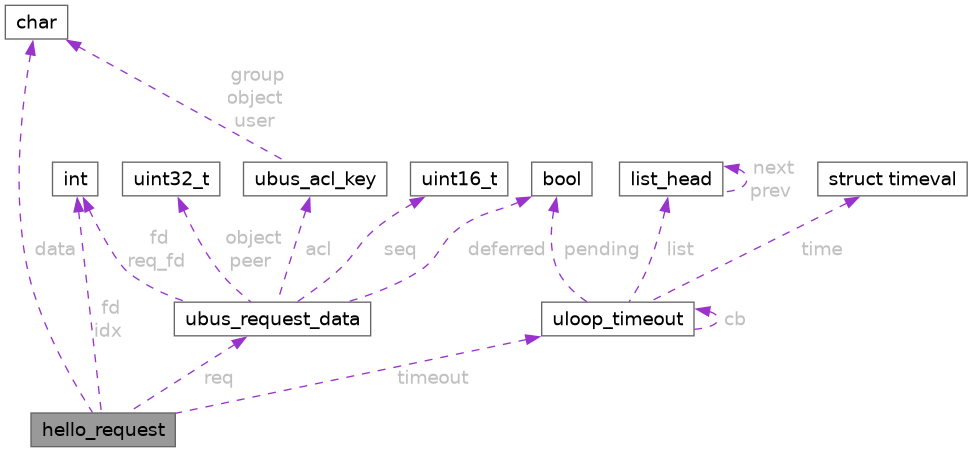 char
group
object
user
int
uint32_t
ubus_acl_key
uint16_t
bool
list_head
next
prev
struct timeval
data
fd
req_fd
object
peer
acl
seq
deferred
pending
list
time
fd
idx
ubus_request_data
uloop_timeout
cb
req
timeout
hello_request